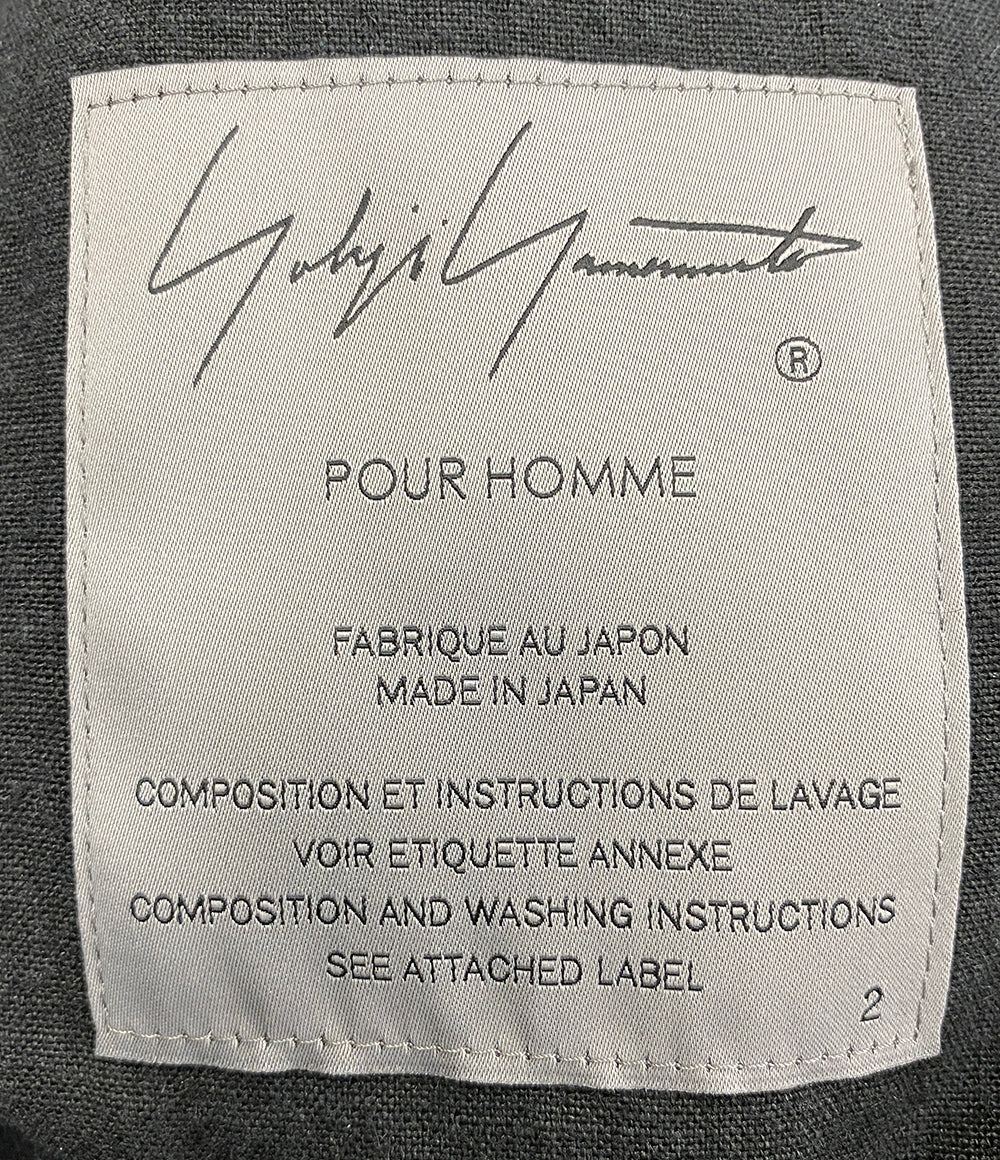 Yohji Yamamoto
®
POUR HOMME
FABRIQUE AU JAPON
MADE IN JAPAN
COMPOSITION ET INSTRUCTIONS DE LAVAGE
VOIR ETIQUETTE ANNEXE
COMPOSITION AND WASHING INSTRUCTIONS
SEE ATTACHED LABEL
2